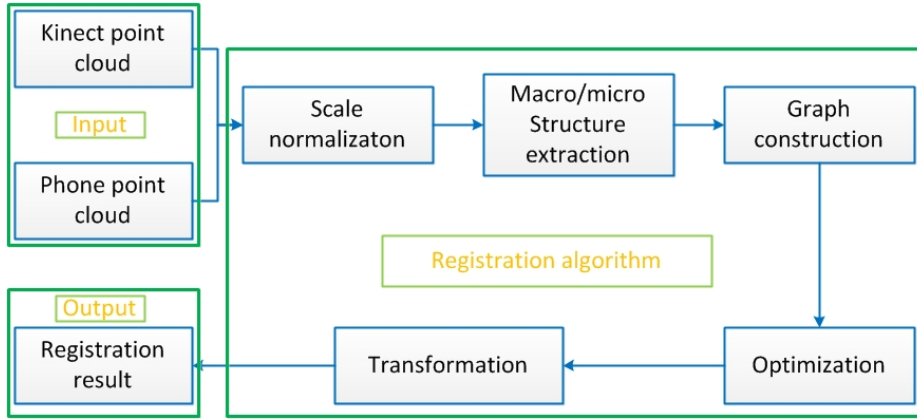 Kinect point
cloud
Input
Phone point
cloud
Scale
normalizaton
Macro/micro
Structure
extraction
Graph
construction
Registration algorithm
Optimization
Transformation
Output
Registration
result